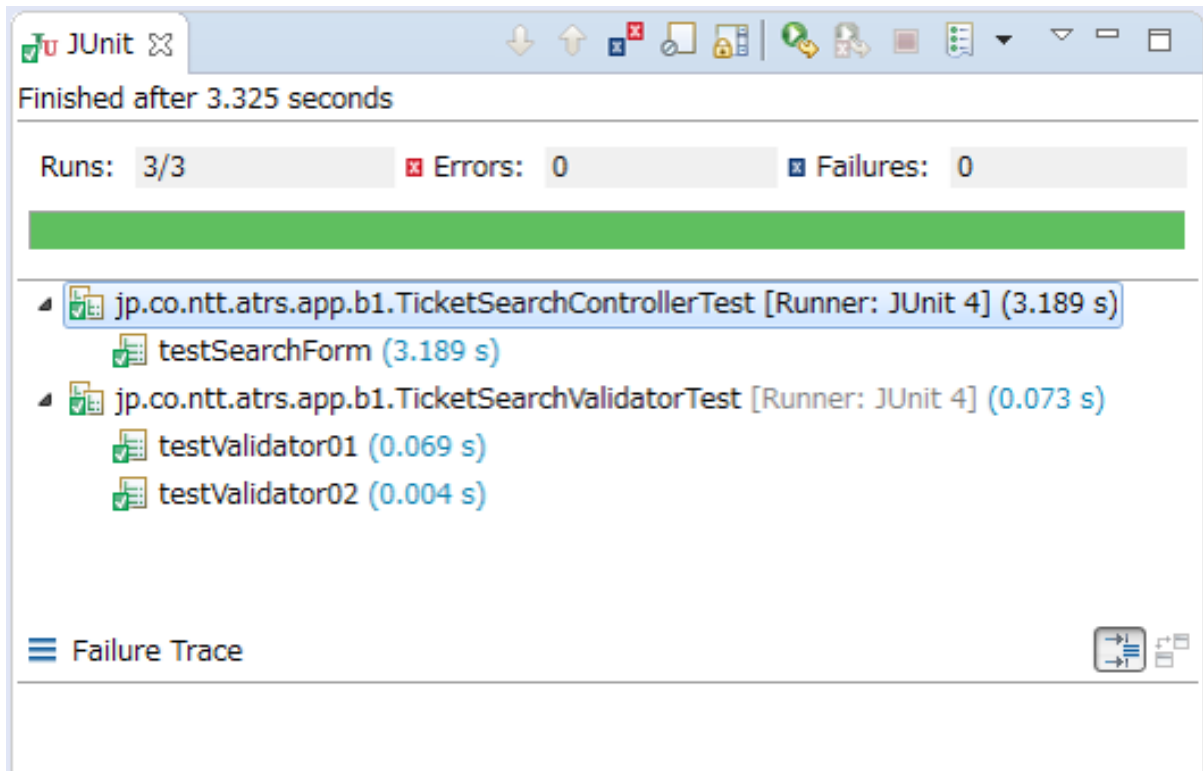 JUnit
Finished after 3.325 seconds
Runs: 3/3 Errors: 0 Failures: 0
jp.co.ntt.atrs.app.b1.TicketSearchControllerTest [Runner: JUnit 4] (3.189 s)
testSearchForm (3.189 s)
jp.co.ntt.atrs.app.b1.TicketSearchValidatorTest [Runner: JUnit 4] (0.073 s)
testValidator01 (0.069 s)
testValidator02 (0.004 s)
Failure Trace